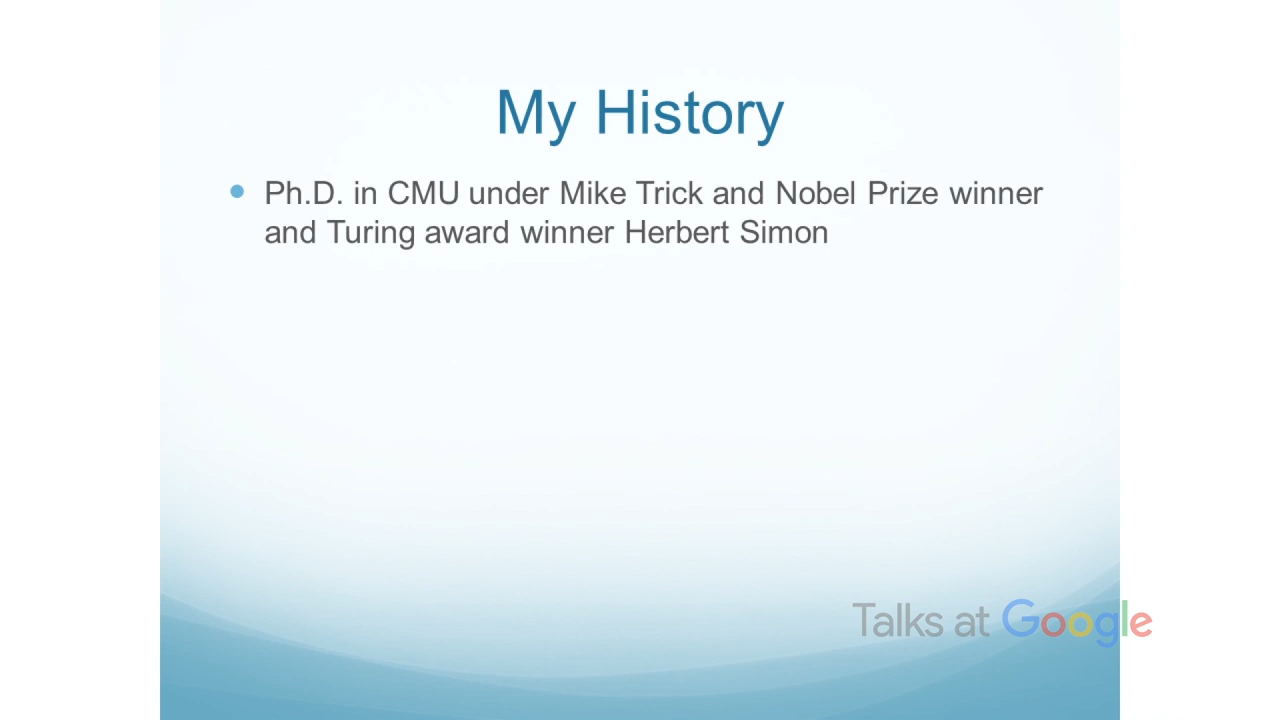 My History
Ph.D. in CMU under Mike Trick and Nobel Prize winner
and Turing award winner Herbert Simon
Talks at Google